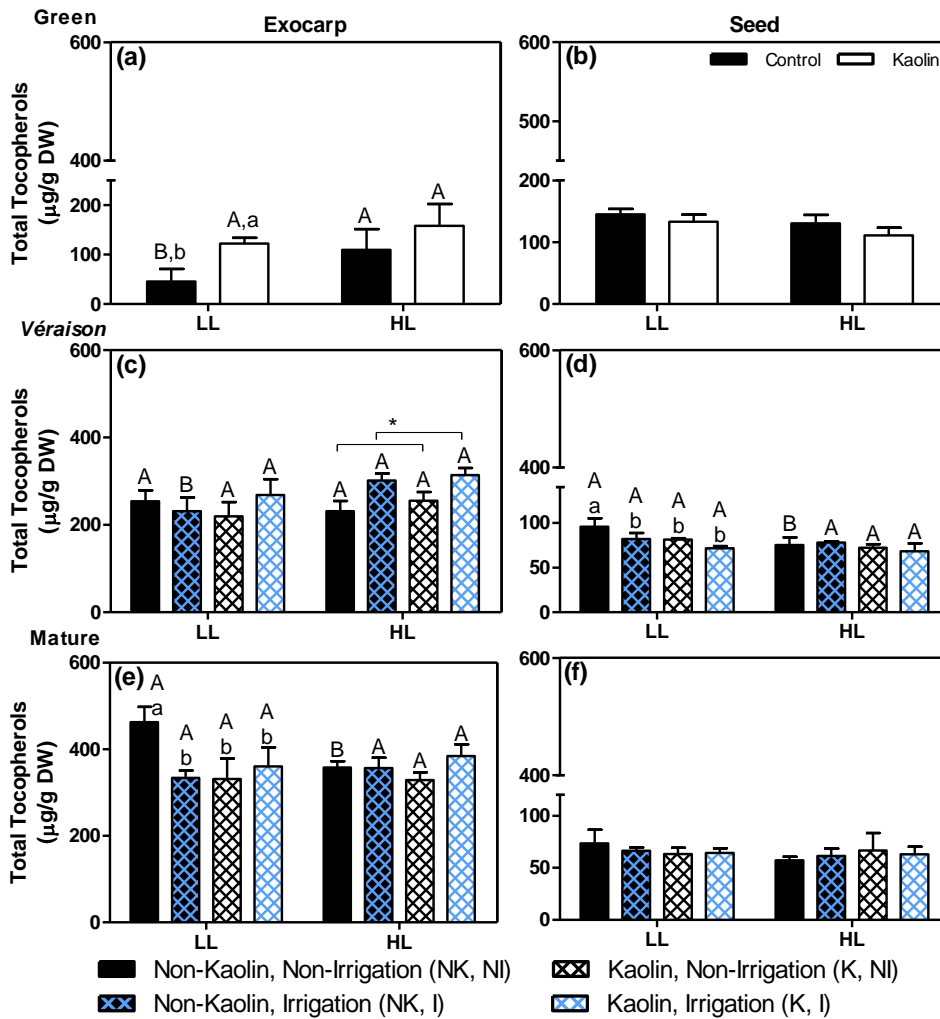 Green
Exocarp
Seed
Total Tocopherols
(µg/g DW)
600
400
200
100
0
(a)
B,b
A,a
A
A
LL
HL
600
500
200
100
0
(b)
Control
Kaolin
LL
HL
Véraison
Total Tocopherols
(µg/g DW)
600
400
200
0
(c)
*
A
B
A
A
A
A
A
A
LL
HL
600
400
100
50
0
(d)
A
a
A
b
A
b
A
b
B
A
A
A
LL
HL
Mature
Total Tocopherols
(µg/g DW)
600
400
200
0
(e)
A
a
A
b
A
b
A
b
B
A
A
A
LL
HL
600
400
100
50
0
(f)
LL
HL
Non-Kaolin, Non-Irrigation (NK, NI)
Kaolin, Non-Irrigation (K, NI)
Non-Kaolin, Irrigation (NK, I)
Kaolin, Irrigation (K, I)